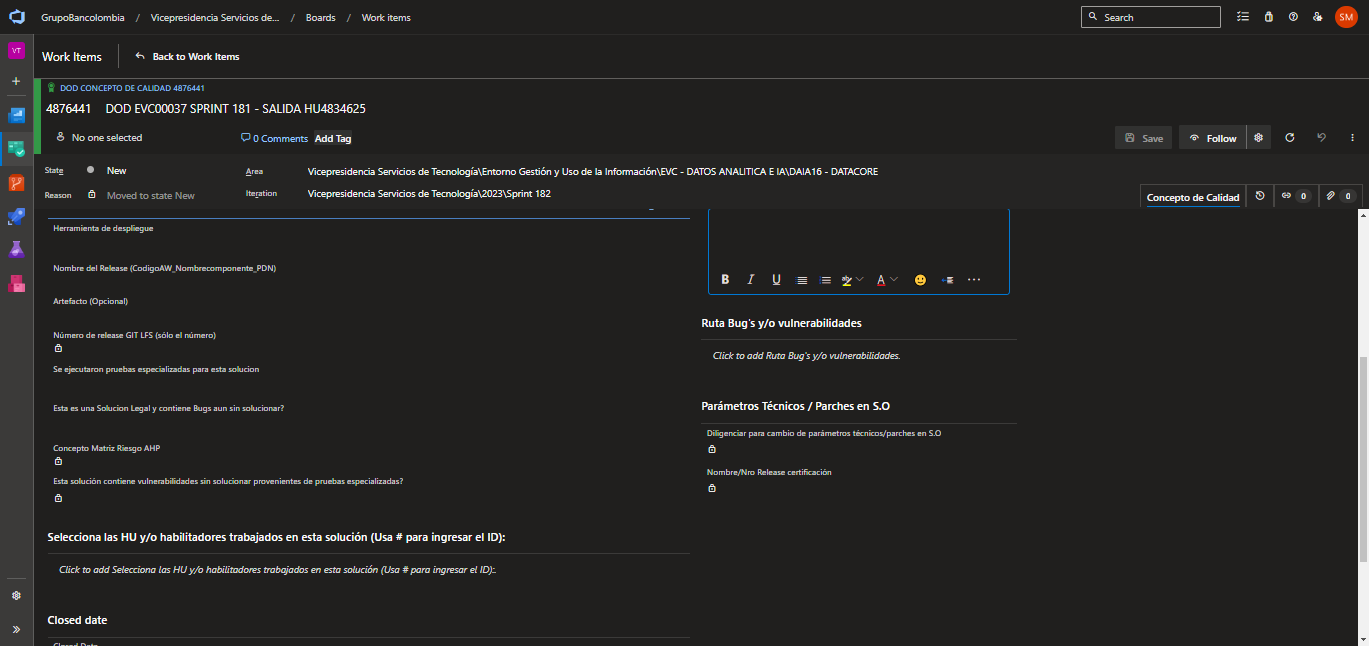 GrupoBancolombia / Vicepresidencia Servicios de... / Boards / Work items
Search
SM
VT
Work Items
Back to Work Items
DOD CONCEPTO DE CALIDAD 4876441
4876441 DOD EVC00037 SPRINT 181 - SALIDA HU4834625
No one selected
0 Comments
Add Tag
Save
Follow
State
New
Area
Vicepresidencia Servicios de Tecnología\Entorno Gestión y Uso de la Información\EVC - DATOS ANALITICA E IA\DAIA16 - DATACORE
Reason
Moved to state New
Iteration
Vicepresidencia Servicios de Tecnología\2023\Sprint 182
Concepto de Calidad
0
0
Herramienta de despliegue
Nombre del Release (CodigoAW_Nombrecomponente_PDN)
Artefacto (Opcional)
Número de release GIT LFS (sólo el número)
Se ejecutaron pruebas especializadas para esta solucion
Esta es una Solucion Legal y contiene Bugs aun sin solucionar?
Concepto Matriz Riesgo AHP
Esta solución contiene vulnerabilidades sin solucionar provenientes de pruebas especializadas?
Selecciona las HU y/o habilitadores trabajados en esta solución (Usa # para ingresar el ID):
Click to add Selecciona las HU y/o habilitadores trabajados en esta solución (Usa # para ingresar el ID):.
Closed date
Closed Date
B I U A
Ruta Bug's y/o vulnerabilidades
Click to add Ruta Bug's y/o vulnerabilidades.
Parámetros Técnicos / Parches en S.O
Diligenciar para cambio de parámetros técnicos/parches en S.O
Nombre/Nro Release certificación